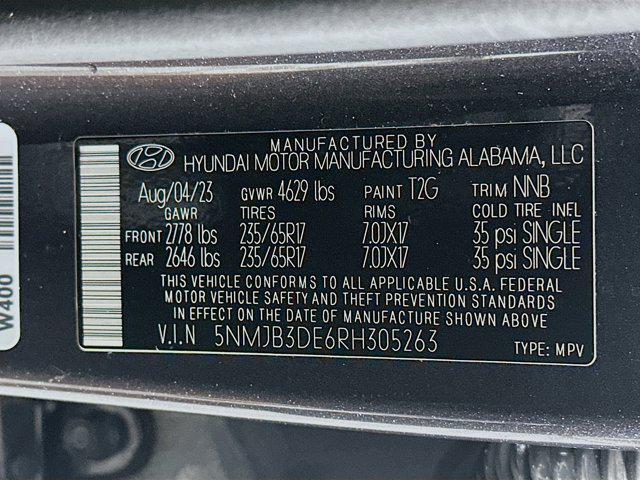 MANUFACTURED BY
HYUNDAI MOTOR MANUFACTURING ALABAMA, LLC
Aug/04/23 GVWR 4629 lbs PAINT T2G TRIM NNB
GAWR TIRES RIMS COLD TIRE INFL
FRONT 2778 lbs 235/65R17 7.0JX17 35 psi SINGLE
REAR 2646 lbs 235/65R17 7.0JX17 35 psi SINGLE
THIS VEHICLE CONFORMS TO ALL APPLICABLE U.S.A. FEDERAL
MOTOR VEHICLE SAFETY AND THEFT PREVENTION STANDARDS
IN EFFECT ON THE DATE OF MANUFACTURE SHOWN ABOVE.
V.I.N 5NMJB3DE6RH305263
TYPE: MPV
W400